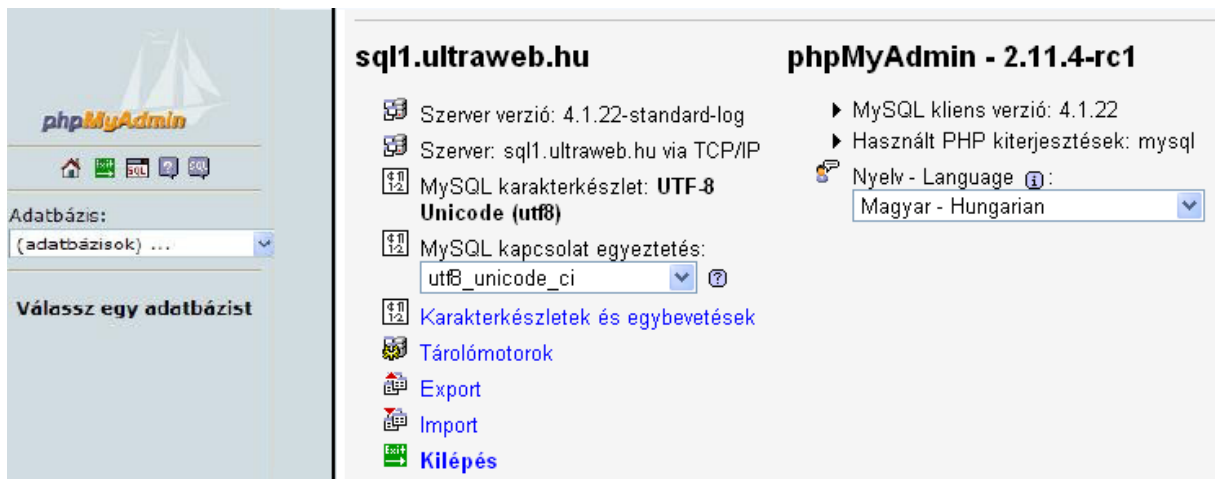 phpMyAdmin
Adatbázis:
(adatbázisok) ...
Válassz egy adatbázist
sql1.ultraweb.hu
Szerver verzió: 4.1.22-standard-log
Szerver: sql1.ultraweb.hu via TCP/IP
MySQL karakterkészlet: UTF-8
Unicode (utf8)
MySQL kapcsolat egyeztetés:
utf8_unicode_ci
Karakterkészletek és egybevetések
Tárolómotorok
Export
Import
Exit
Kilépés
phpMyAdmin - 2.11.4-rc1
MySQL kliens verzió: 4.1.22
Használt PHP kiterjesztések: mysql
Nyelv - Language :
Magyar - Hungarian